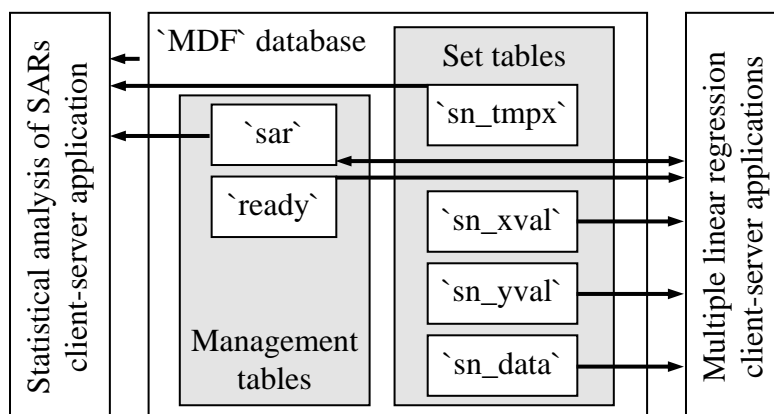 Statistical analysis of SARs
client-server application
`MDF` database
Set tables
`sn_tmpx`
`sar`
`ready`
`sn_xval`
`sn_yval`
`sn_data`
Management
tables
Multiple linear regression
client-server applications